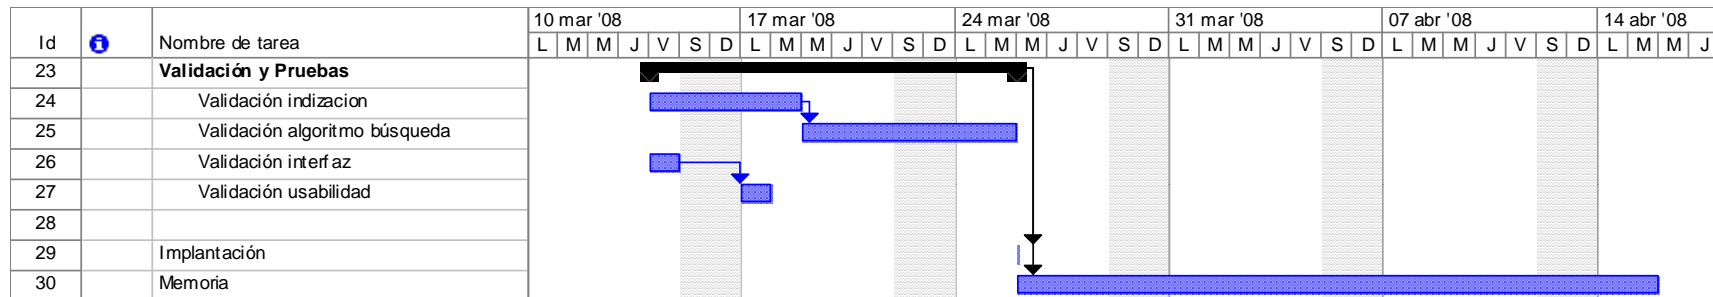 10 mar '08 17 mar '08 24 mar '08 31 mar '08 07 abr '08 14 abr '08
Id Nombre de tarea L M M J V S D L M M J V S D L M M J V S D L M M J V S D L M M J V S D L M M J
23 Validación y Pruebas
24 Validación indizacion
25 Validación algoritmo búsqueda
26 Validación interfaz
27 Validación usabilidad
28
29 Implantación
30 Memoria